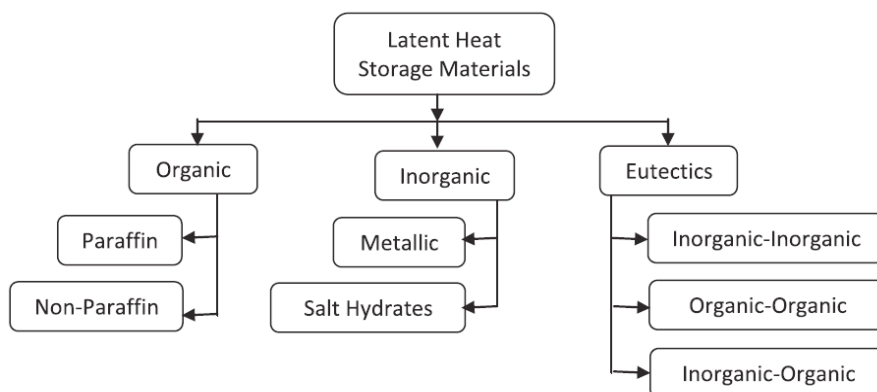 Latent Heat
Storage Materials
Organic
Inorganic
Eutectics
Paraffin
Metallic
Inorganic-Inorganic
Non-Paraffin
Salt Hydrates
Organic-Organic
Inorganic-Organic